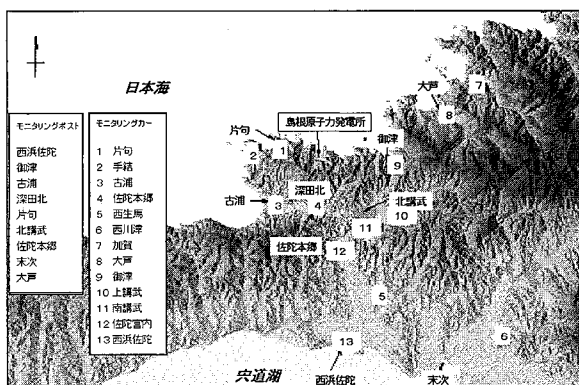 日本海
モニタリングポスト
西浜佐陀
御津
古浦
深田北
片句
北講武
佐陀本郷
末次
大芦
モニタリングカー
1 片句
2 手結
3 古浦
4 佐陀本郷
5 西生馬
6 西川津
7 加賀
8 大芦
9 御津
10 上講武
11 南講武
12 佐陀宮内
13 西浜佐陀
大芦
7
8
島根原子力発電所
片句
2
1
御津
9
深田北
古浦
3
4
北講武
10
11
佐陀本郷
12
5
6
13
宍道湖
西浜佐陀
末次